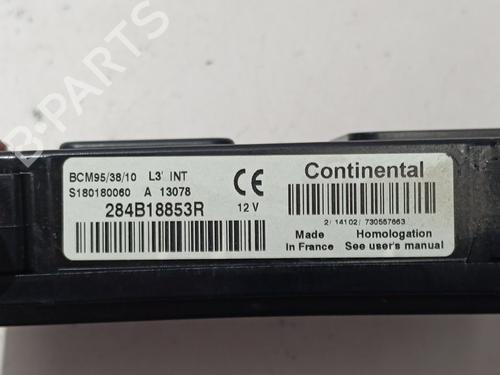 B-PARTS
BCM95/38/10 L3' INT
S180180060 A 13078
284B18853R
12 V
Continental
2/ 14102/ 730557663
Made in France
Homologation
See user's manual